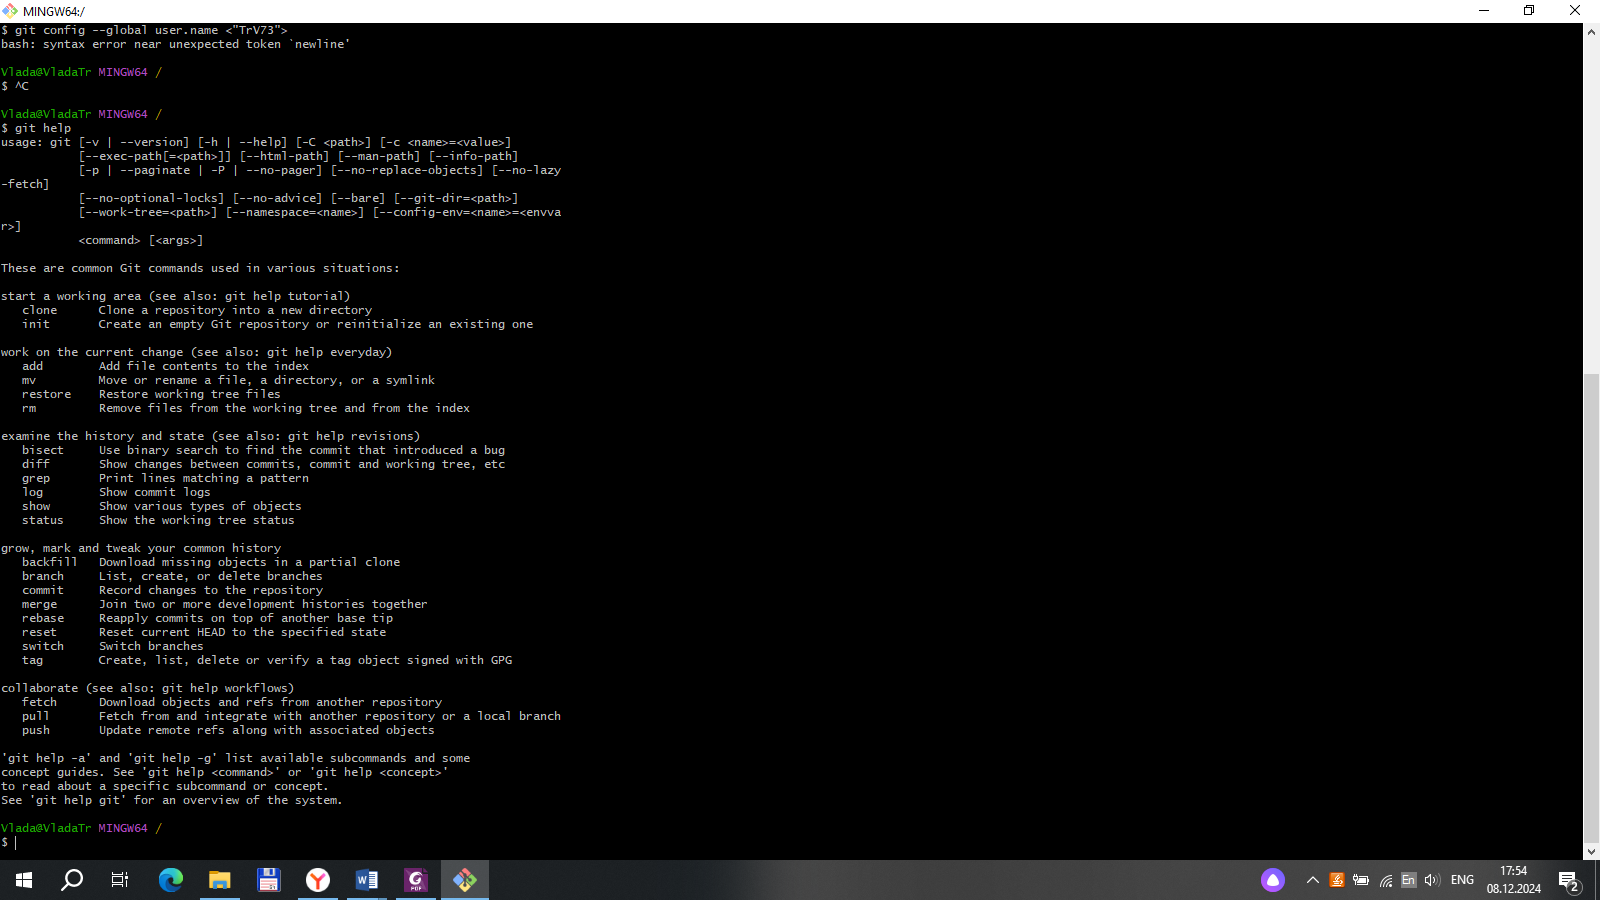 MINGW64:/
$ git config --global user.name <"TrV73">
bash: syntax error near unexpected token `newline'
Vlada@VladaTr MINGW64 /
$ ^C
Vlada@VladaTr MINGW64 /
$ git help
usage: git [-v | --version] [-h | --help] [-C <path>] [-c <name>=<value>]
           [--exec-path[=<path>]] [--html-path] [--man-path] [--info-path]
           [-p | --paginate | -P | --no-pager] [--no-replace-objects] [--no-lazy
-fetch]
           [--no-optional-locks] [--no-advice] [--bare] [--git-dir=<path>]
           [--work-tree=<path>] [--namespace=<name>] [--config-env=<name>=<envva
r>]
           <command> [<args>]
These are common Git commands used in various situations:
start a working area (see also: git help tutorial)
   clone      Clone a repository into a new directory
   init       Create an empty Git repository or reinitialize an existing one
work on the current change (see also: git help everyday)
   add        Add file contents to the index
   mv         Move or rename a file, a directory, or a symlink
   restore    Restore working tree files
   rm         Remove files from the working tree and from the index
examine the history and state (see also: git help revisions)
   bisect     Use binary search to find the commit that introduced a bug
   diff       Show changes between commits, commit and working tree, etc
   grep       Print lines matching a pattern
   log        Show commit logs
   show       Show various types of objects
   status     Show the working tree status
grow, mark and tweak your common history
   backfill   Download missing objects in a partial clone
   branch     List, create, or delete branches
   commit     Record changes to the repository
   merge      Join two or more development histories together
   rebase     Reapply commits on top of another base tip
   reset      Reset current HEAD to the specified state
   switch     Switch branches
   tag        Create, list, delete or verify a tag object signed with GPG
collaborate (see also: git help workflows)
   fetch      Download objects and refs from another repository
   pull       Fetch from and integrate with another repository or a local branch
   push       Update remote refs along with associated objects
'git help -a' and 'git help -g' list available subcommands and some
concept guides. See 'git help <command>' or 'git help <concept>'
to read about a specific subcommand or concept.
See 'git help git' for an overview of the system.
Vlada@VladaTr MINGW64 /
$
En
ENG
17:54
08.12.2024
2